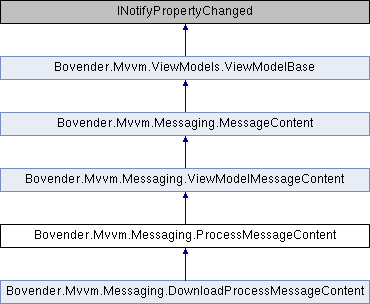 INotifyPropertyChanged
Bovender.Mvvm.ViewModels.ViewModelBase
Bovender.Mvvm.Messaging.MessageContent
Bovender.Mvvm.Messaging.ViewModelMessageContent
Bovender.Mvvm.Messaging.ProcessMessageContent
Bovender.Mvvm.Messaging.DownloadProcessMessageContent